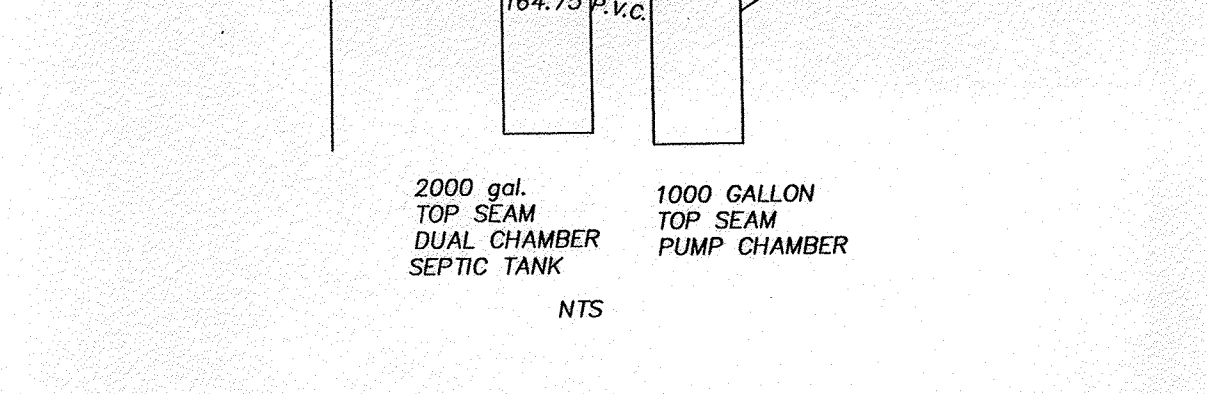 164.75 P.V.C.
2000 gal.
TOP SEAM
DUAL CHAMBER
SEPTIC TANK
1000 GALLON
TOP SEAM
PUMP CHAMBER
NTS